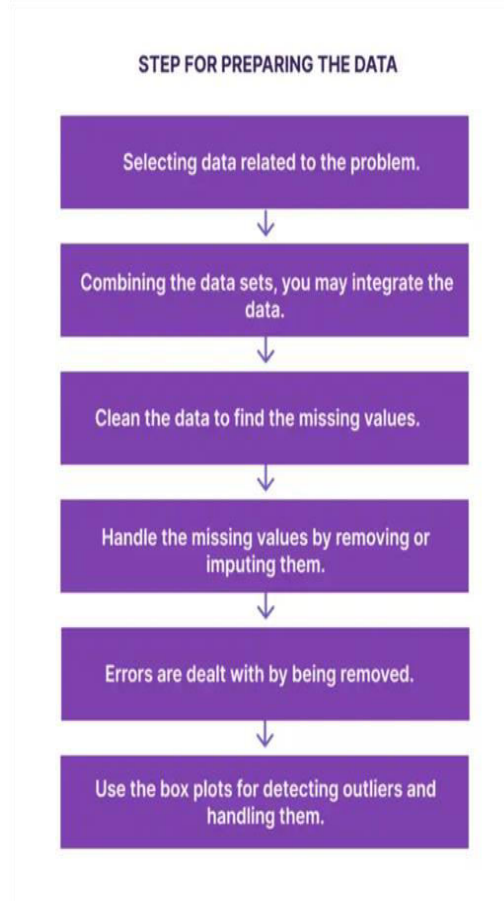 STEP FOR PREPARING THE DATA
Selecting data related to the problem.
Combining the data sets, you may integrate the
data.
Clean the data to find the missing values.
Handle the missing values by removing or
imputing them.
Errors are dealt with by being removed.
Use the box plots for detecting outliers and
handling them.